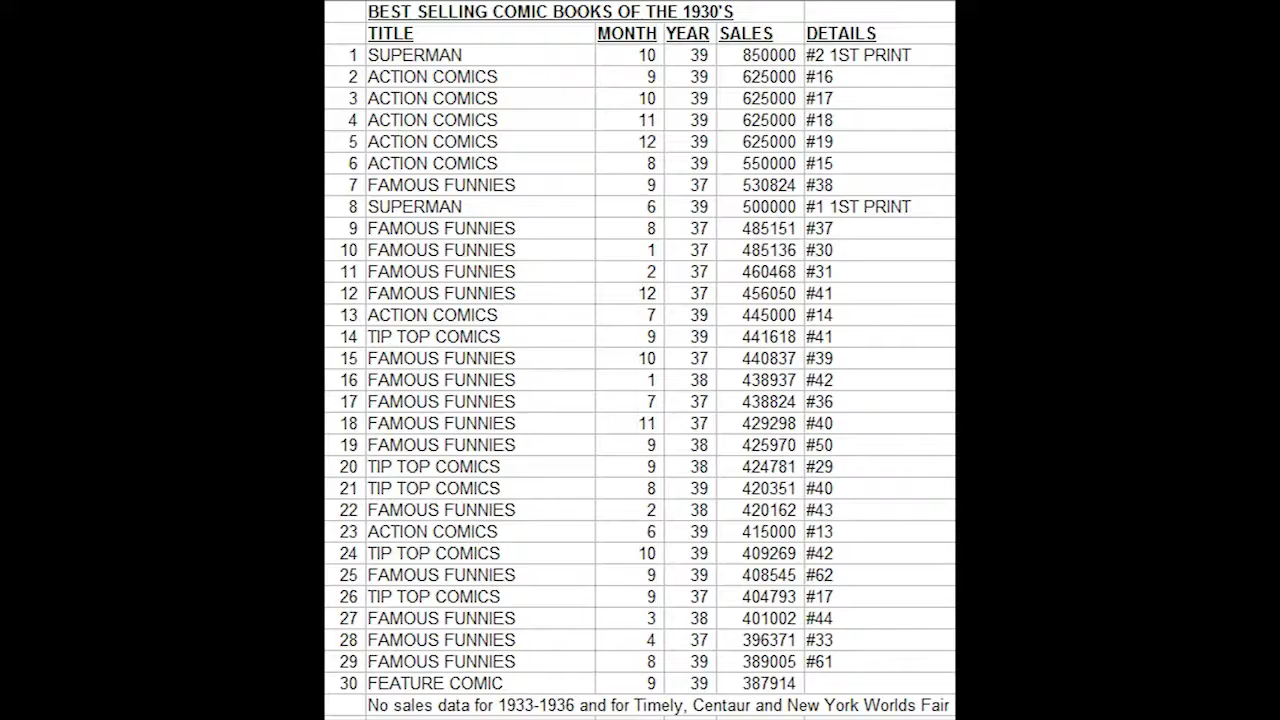 BEST SELLING COMIC BOOKS OF THE 1930'S
TITLE MONTH YEAR SALES DETAILS
1 SUPERMAN 10 39 850000 #2 1ST PRINT
2 ACTION COMICS 9 39 625000 #16
3 ACTION COMICS 10 39 625000 #17
4 ACTION COMICS 11 39 625000 #18
5 ACTION COMICS 12 39 625000 #19
6 ACTION COMICS 8 39 550000 #15
7 FAMOUS FUNNIES 9 37 530824 #38
8 SUPERMAN 6 39 500000 #1 1ST PRINT
9 FAMOUS FUNNIES 8 37 485151 #37
10 FAMOUS FUNNIES 1 37 485136 #30
11 FAMOUS FUNNIES 2 37 460468 #31
12 FAMOUS FUNNIES 12 37 456050 #41
13 ACTION COMICS 7 39 445000 #14
14 TIP TOP COMICS 9 39 441618 #41
15 FAMOUS FUNNIES 10 37 440837 #39
16 FAMOUS FUNNIES 1 38 438937 #42
17 FAMOUS FUNNIES 7 37 438824 #36
18 FAMOUS FUNNIES 11 37 429298 #40
19 FAMOUS FUNNIES 9 38 425970 #50
20 TIP TOP COMICS 9 38 424781 #29
21 TIP TOP COMICS 8 39 420351 #40
22 FAMOUS FUNNIES 2 38 420162 #43
23 ACTION COMICS 6 39 415000 #13
24 TIP TOP COMICS 10 39 409269 #42
25 FAMOUS FUNNIES 9 39 408545 #62
26 TIP TOP COMICS 9 37 404793 #17
27 FAMOUS FUNNIES 3 38 401002 #44
28 FAMOUS FUNNIES 4 37 396371 #33
29 FAMOUS FUNNIES 8 39 389005 #61
30 FEATURE COMIC 9 39 387914
No sales data for 1933-1936 and for Timely, Centaur and New York Worlds Fair